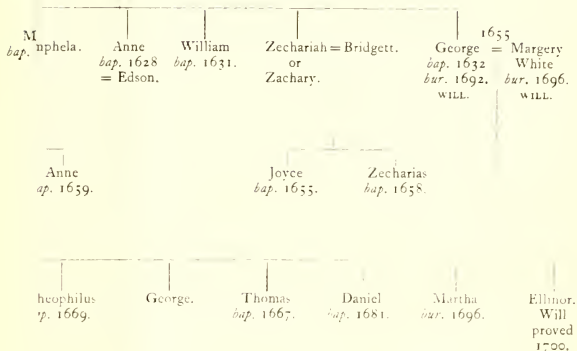 1655
M
nphela. Anne William Zechariah = Bridgett. George = Margery
bap. bap. 1628 bap. 1631. or bap. 1632 White
= Edson. Zachary. bur. 1692. bur. 1696.
WILL. WILL.
Anne Joyce Zecharias
ap. 1659. bap. 1655. bap. 1658.
heophilus George. Thomas Daniel Martha Ellinor.
p. 1669. bap. 1667. bap. 1681. bur. 1696. Will
proved
1700.